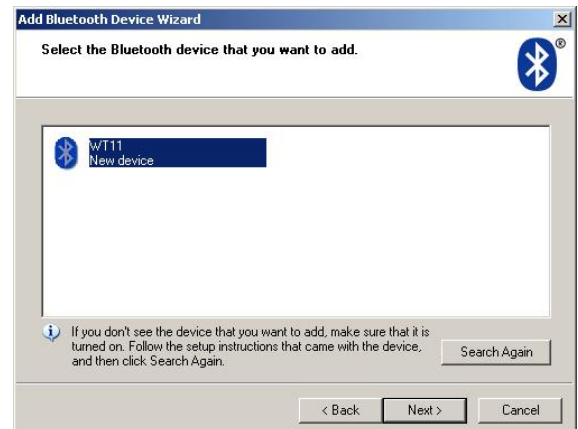 Add Bluetooth Device Wizard
Select the Bluetooth device that you want to add.
®
WT11
New device
If you don't see the device that you want to add, make sure that it is
turned on. Follow the setup instructions that came with the device,
and then click Search Again.
Search Again
< Back
Next >
Cancel